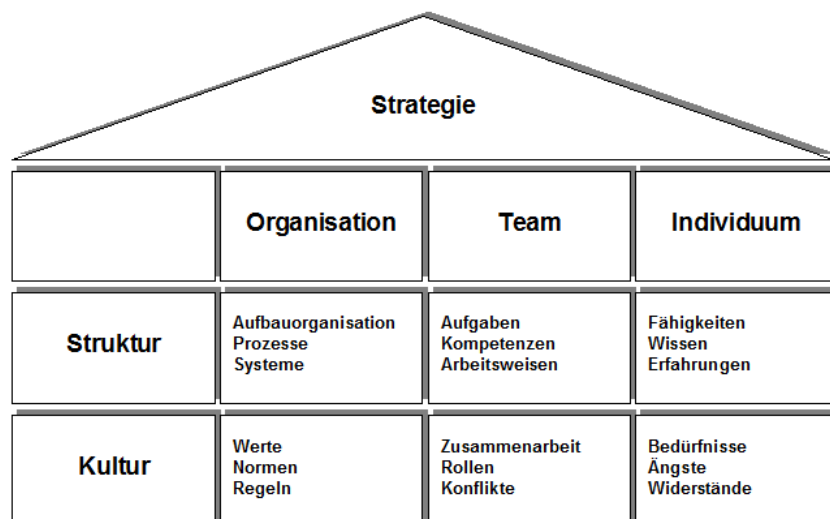 Strategie
Organisation
Team
Individuum
Struktur
Aufbauorganisation
Prozesse
Systeme
Aufgaben
Kompetenzen
Arbeitsweisen
Fähigkeiten
Wissen
Erfahrungen
Kultur
Werte
Normen
Regeln
Zusammenarbeit
Rollen
Konflikte
Bedürfnisse
Ängste
Widerstände